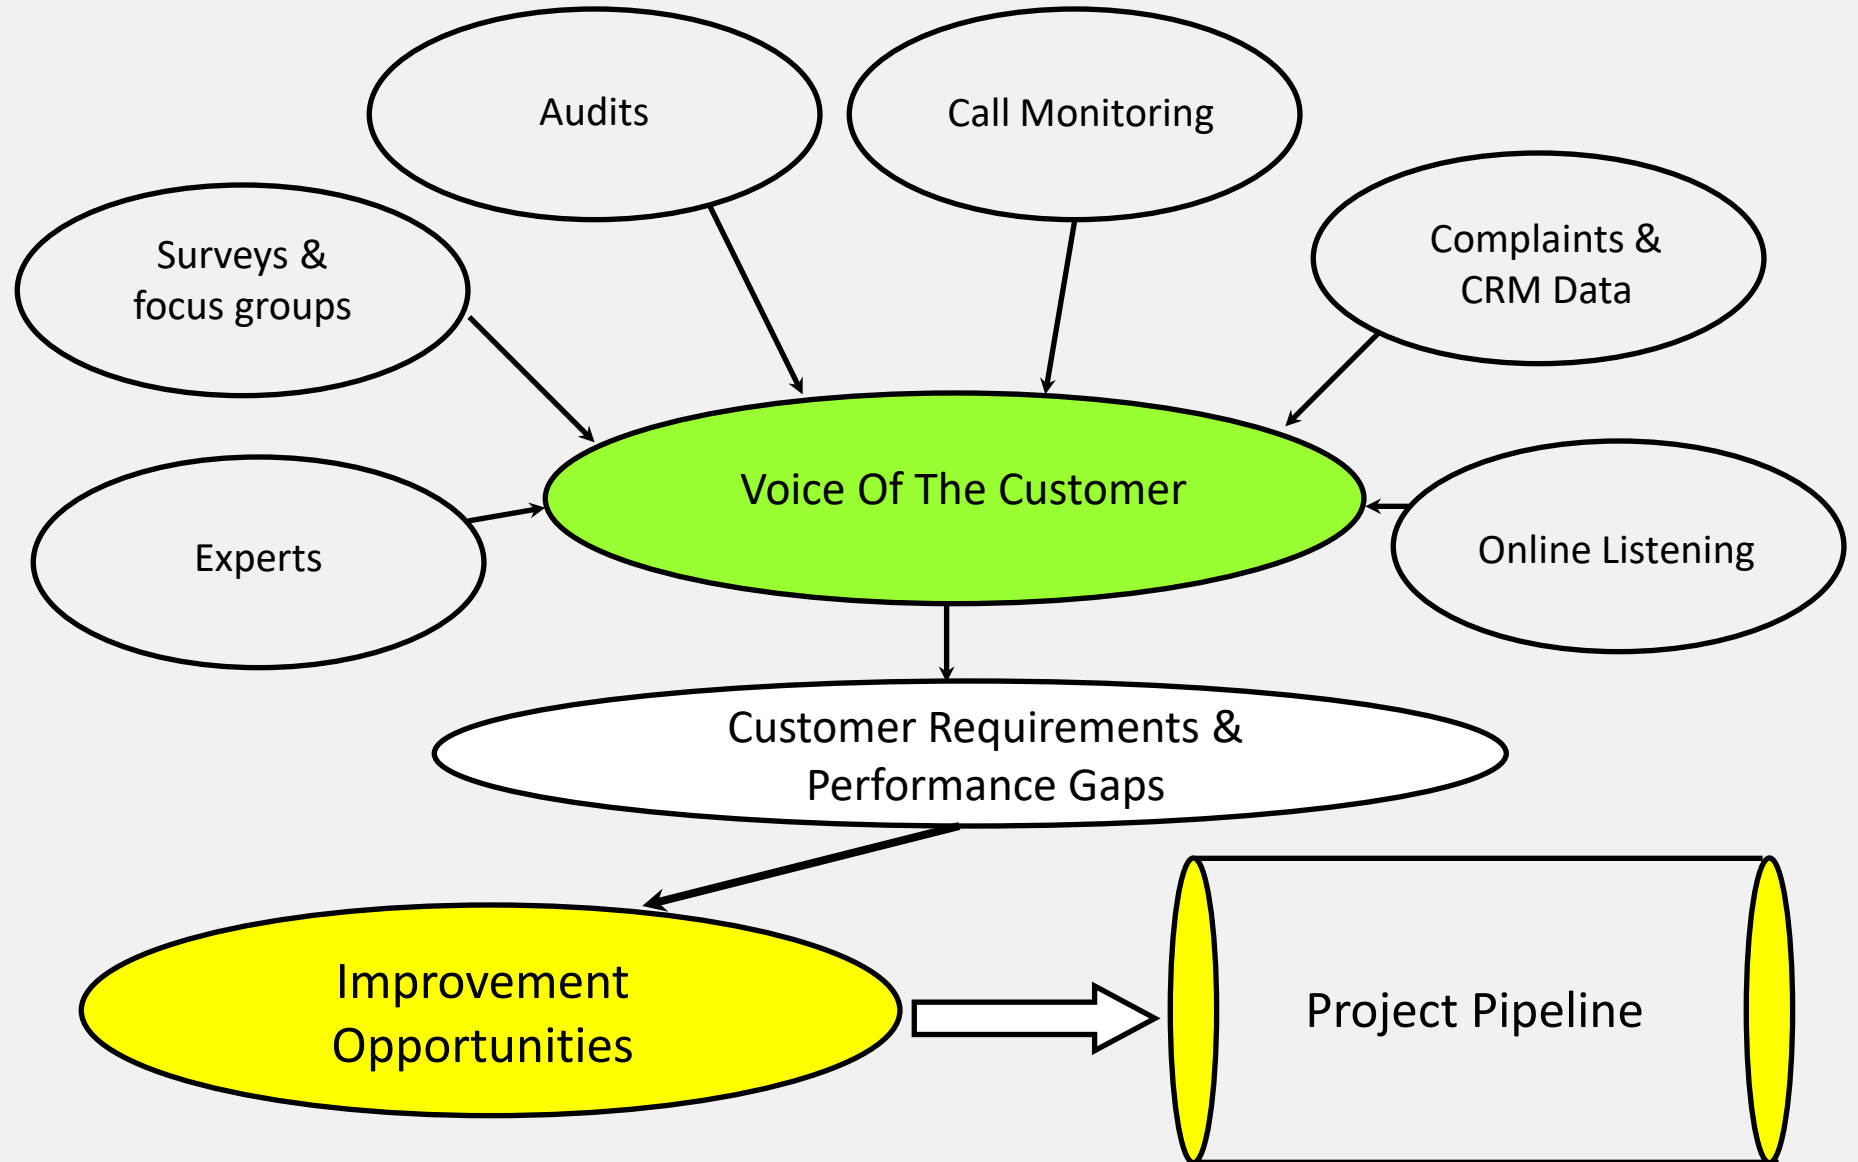 Audits
Call Monitoring
Surveys &
focus groups
Complaints &
CRM Data
Voice Of The Customer
Experts
Online Listening
Customer Requirements &
Performance Gaps
Improvement
Opportunities
Project Pipeline